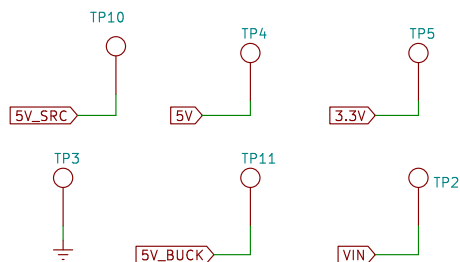 TP10
TP4
TP5
5V_SRC
5V
3.3V
TP3
TP11
TP2
5V_BUCK
VIN